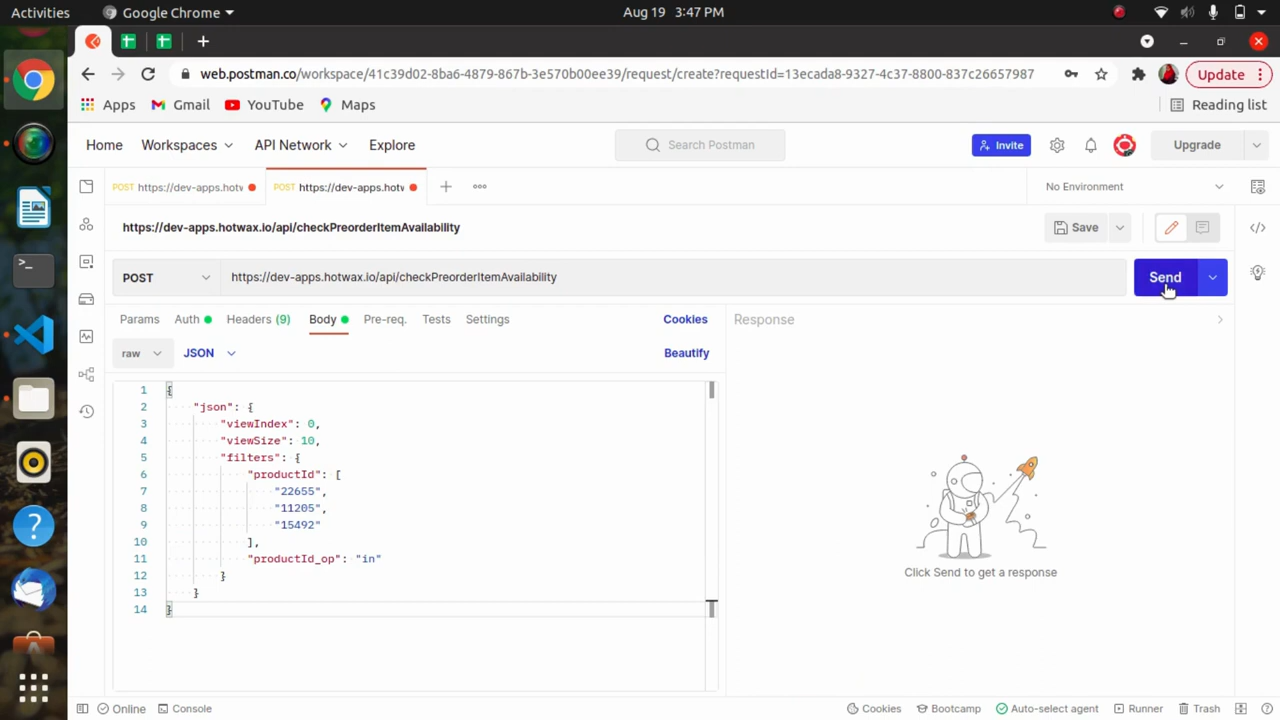 Activities Google Chrome Aug 19 3:47 PM
web.postman.co/workspace/41c39d02-8ba6-4879-867b-3e570b00ee39/request/create?requestId=13ecada8-9327-4c37-8800-837c26657987 Update
Apps Gmail YouTube Maps Reading list
Home Workspaces API Network Explore Search Postman Invite Upgrade
POST https://dev-apps.hotw POST https://dev-apps.hotw No Environment
https://dev-apps.hotwax.io/api/checkPreorderItemAvailability Save
POST https://dev-apps.hotwax.io/api/checkPreorderItemAvailability Send
Params Auth Headers (9) Body Pre-req. Tests Settings Cookies Response
raw JSON Beautify
1 {
2 "json": {
3 "viewIndex": 0,
4 "viewSize": 10,
5 "filters": {
6 "productId": [
7 "22655",
8 "11205",
9 "15492"
10 ],
11 "productId_op": "in"
12 }
13 }
14 }
Click Send to get a response
Online Console Cookies Bootcamp Auto-select agent Runner Trash